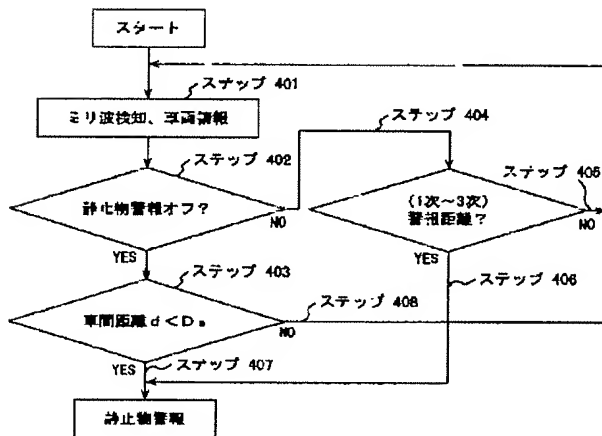 スタート
ステップ 401
ミリ波検知、車両情報
ステップ 404
ステップ 402
静止物警報オフ?
NO
(1次～3次)
警報距離?
ステップ 405
NO
YES
YES
ステップ 403
ステップ 406
車間距離 d < D
ステップ 408
NO
YES
ステップ 407
静止物警報